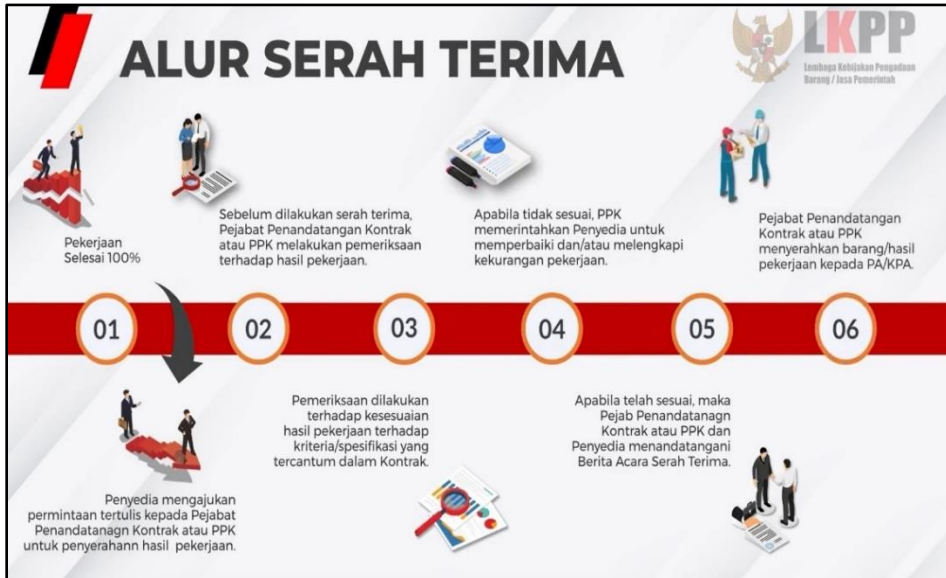 ALUR SERAH TERIMA
LKPP
Lembaga Kebijakan Pengadaan
Barang / Jasa Pemerintah
Pekerjaan
Selesai 100%
Sebelum dilakukan serah terima,
Pejabat Penandatangan Kontrak
atau PPK melakukan pemeriksaan
terhadap hasil pekerjaan.
Apabila tidak sesuai, PPK
memerintahkan Penyedia untuk
memperbaiki dan/atau melengkapi
kekurangan pekerjaan.
Pejabat Penandatangan
Kontrak atau PPK
menyerahkan barang/hasil
pekerjaan kepada PA/KPA.
01
02
03
04
05
06
Penyedia mengajukan
permintaan tertulis kepada Pejabat
Penandatanagn Kontrak atau PPK
untuk penyerahann hasil pekerjaan.
Pemeriksaan dilakukan
terhadap kesesuaian
hasil pekerjaan terhadap
kriteria/spesifikasi yang
tercantum dalam Kontrak.
Apabila telah sesuai, maka
Pejab Penandatanagn
Kontrak atau PPK dan
Penyedia menandatangani
Berita Acara Serah Terima.